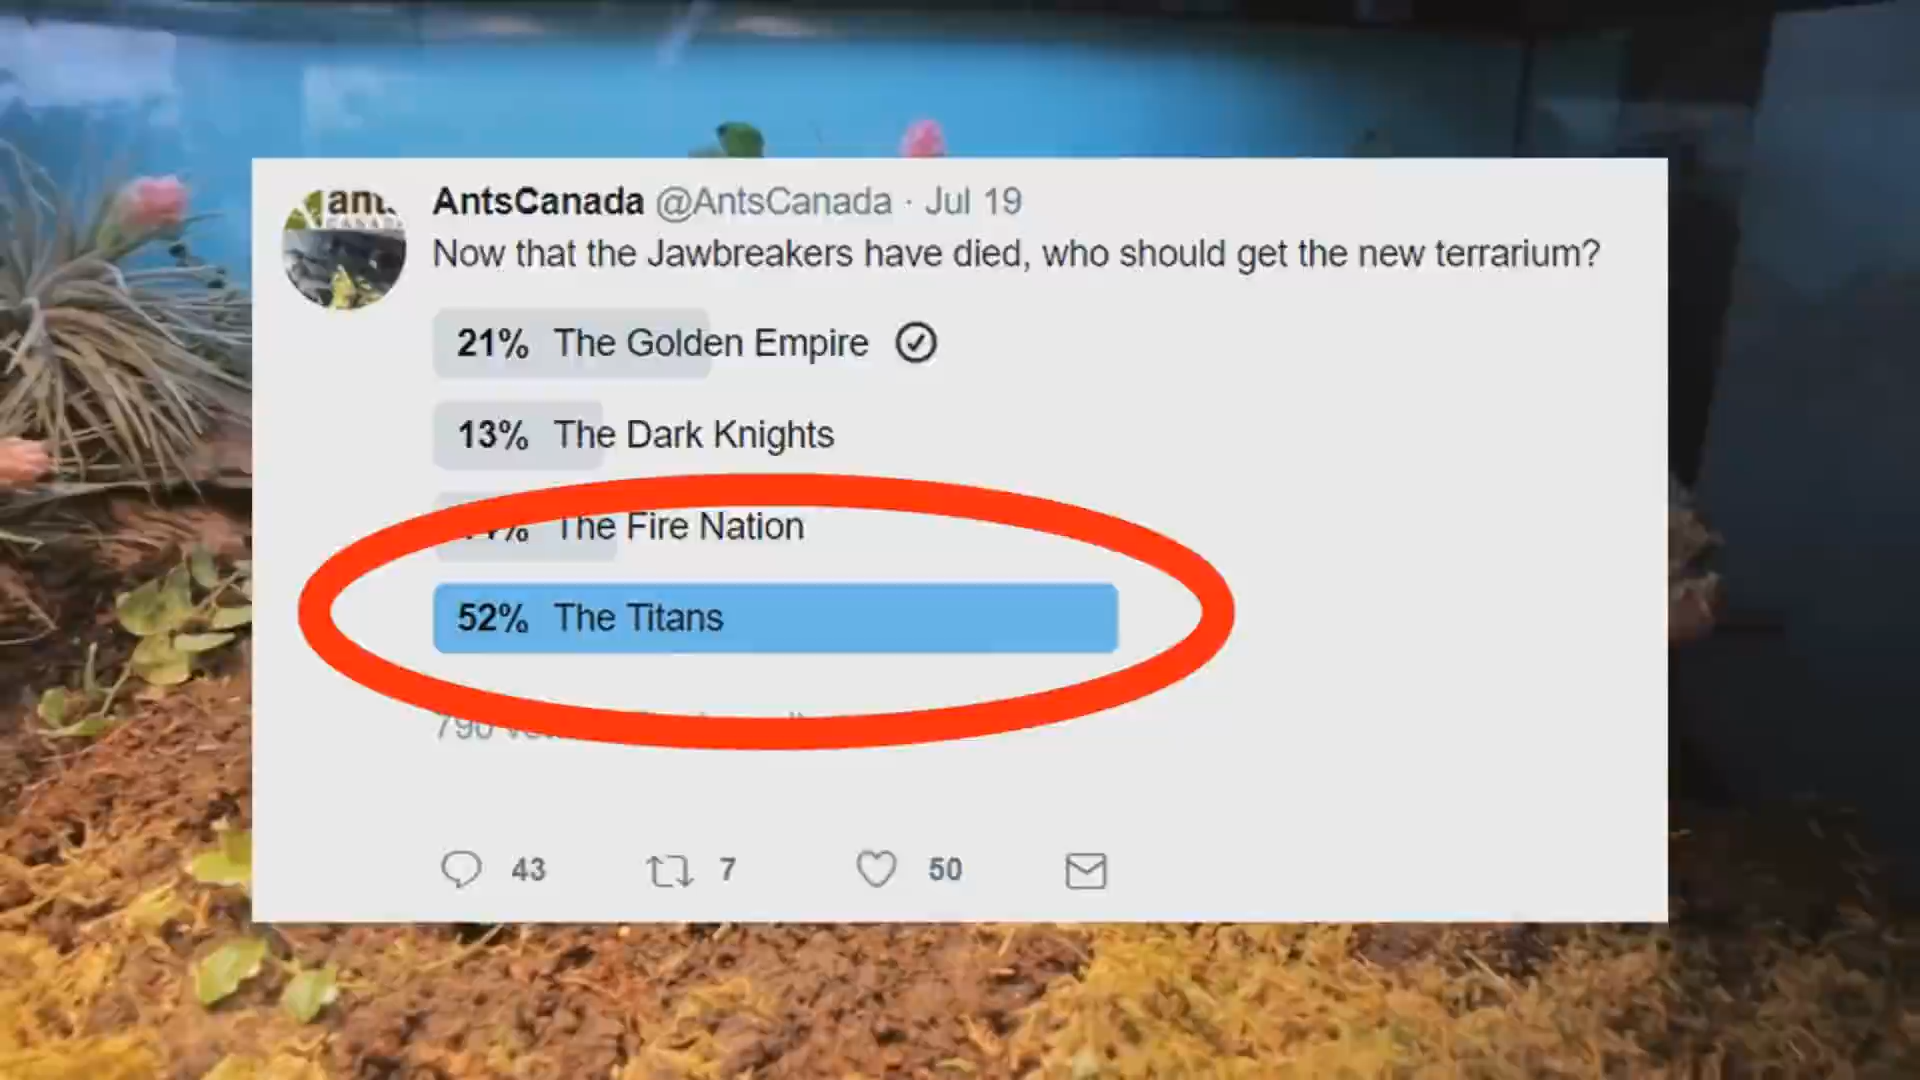 AntsCanada @AntsCanada · Jul 19
Now that the Jawbreakers have died, who should get the new terrarium?
21% The Golden Empire
13% The Dark Knights
The Fire Nation
52% The Titans
790
43 7 50